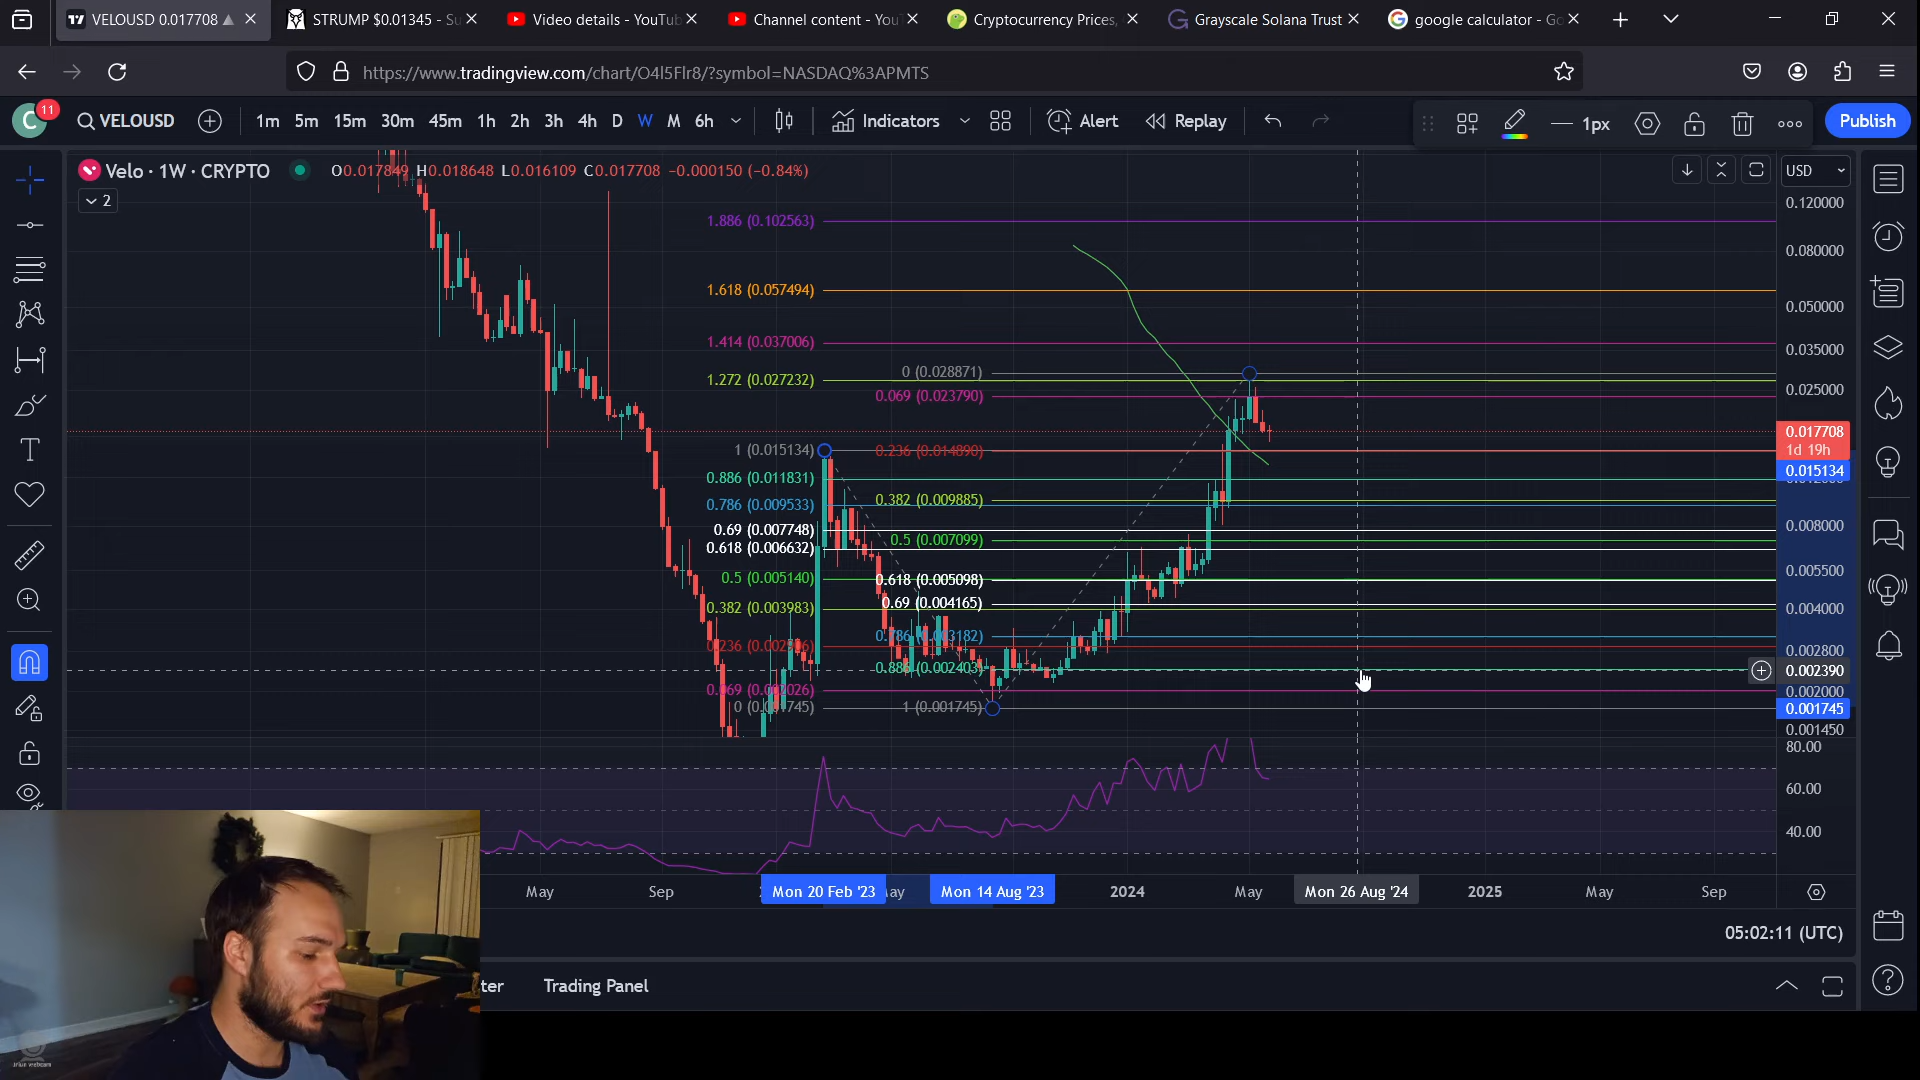 VELOUSD 0.017708
STRUMP $0.01345 - Su
Video details - YouTub
Channel content - You
Cryptocurrency Prices,
Grayscale Solana Trust
google calculator - Go
https://www.tradingview.com/chart/O4l5Flr8/?symbol=NASDAQ%3APMTS
C 11
VELOUSD 1m 5m 15m 30m 45m 1h 2h 3h 4h D W M 6h Indicators Alert Replay 1px Publish
Velo · 1W · CRYPTO O0.017849 H0.018648 L0.016109 C0.017708 -0.000150 (-0.84%)
USD
2
0.120000
1.886 (0.102563)
0.080000
1.618 (0.057494)
0.050000
1.414 (0.037006)
0.035000
0 (0.028871)
1.272 (0.027232)
0.025000
0.069 (0.023790)
0.017708
1d 19h
1 (0.015134)
0.236 (0.014890)
0.015134
0.886 (0.011831)
0.382 (0.009885)
0.786 (0.009533)
0.008000
0.69 (0.007748)
0.5 (0.007099)
0.618 (0.006632)
0.005500
0.5 (0.005140)
0.618 (0.005098)
0.69 (0.004165)
0.382 (0.003983)
0.004000
0.786 (0.003182)
0.002800
0.886 (0.002403)
0.002390
0.002000
0 (0.001745)
1 (0.001745)
0.001745
0.001450
80.00
60.00
40.00
May Sep Mon 20 Feb '23 ay Mon 14 Aug '23 2024 May Mon 26 Aug '24 2025 May Sep
05:02:11 (UTC)
ter Trading Panel